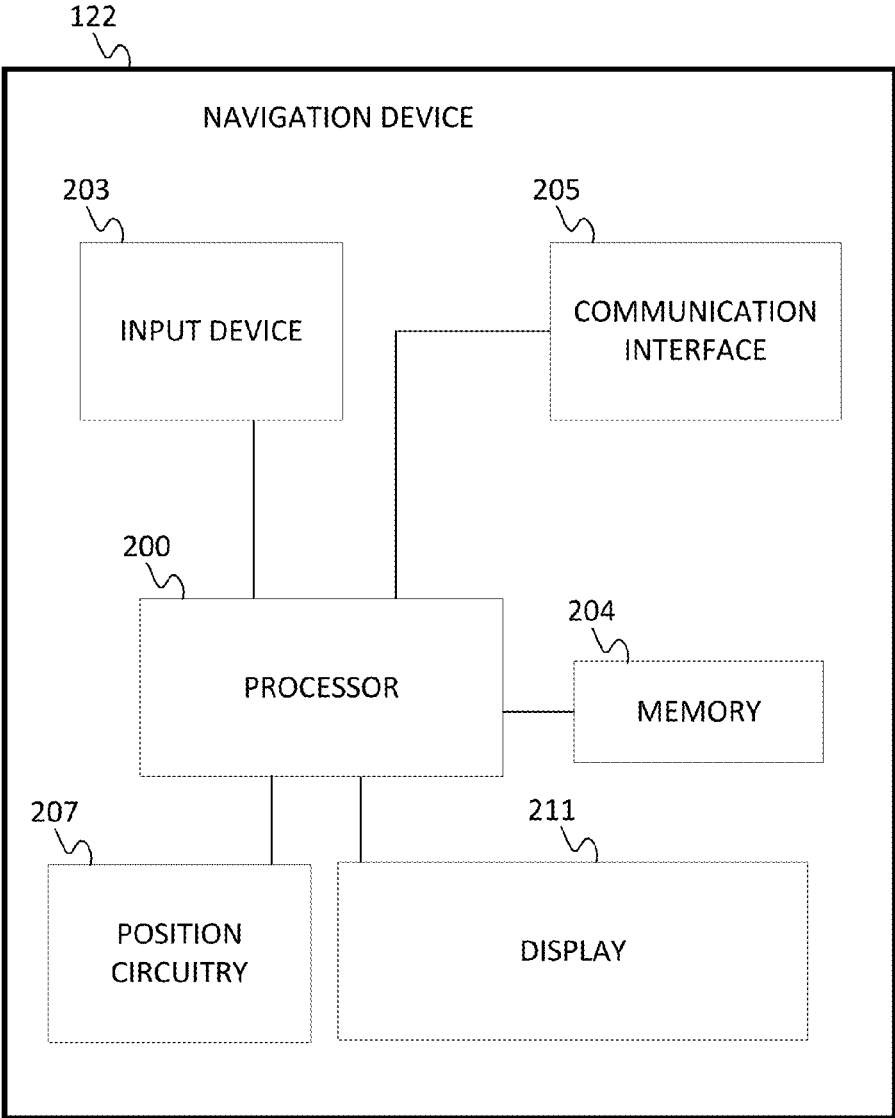 122
NAVIGATION DEVICE
203
205
INPUT DEVICE
COMMUNICATION
INTERFACE
200
204
PROCESSOR
MEMORY
207
211
POSITION
CIRCUITRY
DISPLAY